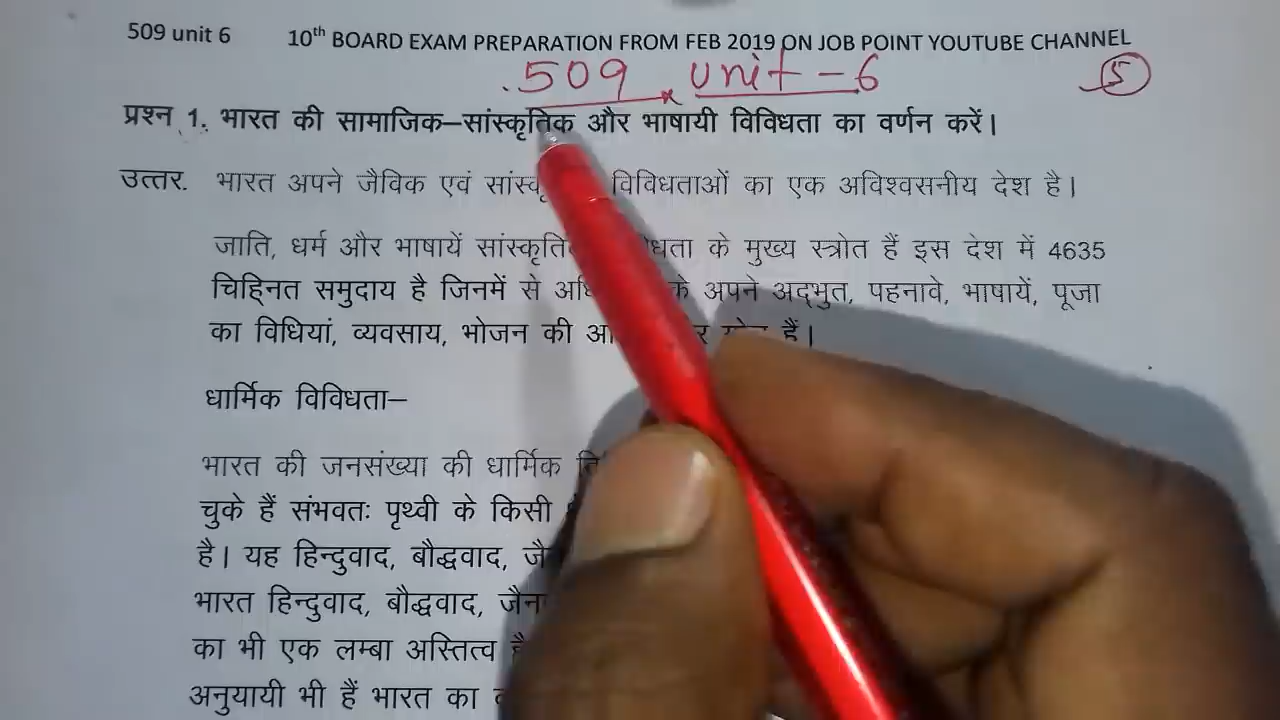 509 unit 6 10th BOARD EXAM PREPARATION FROM FEB 2019 ON JOB POINT YOUTUBE CHANNEL
.509 unit - 6 5
प्रश्न 1. भारत की सामाजिक–सांस्कृतिक और भाषायी विविधता का वर्णन करें।
उत्तर. भारत अपने जैविक एवं विविधताओं का एक अविश्वसनीय देश है।
जाति, धर्म और भाषायें के मुख्य स्त्रोत हैं इस देश में 4635
चिह्नित समुदाय है जिनमें से अपने अद्भुत, पहनावे, भाषायें, पूजा
का विधियां, व्यवसाय, भोजन की हैं।
धार्मिक विविधता–
भारत की जनसंख्या की धार्मिक
चुके हैं संभवतः पृथ्वी के किसी
है। यह हिन्दुवाद, बौद्धवाद,
भारत हिन्दुवाद, बौद्धवाद,
का भी एक लम्बा अस्तित्व
अनुयायी भी हैं भारत का